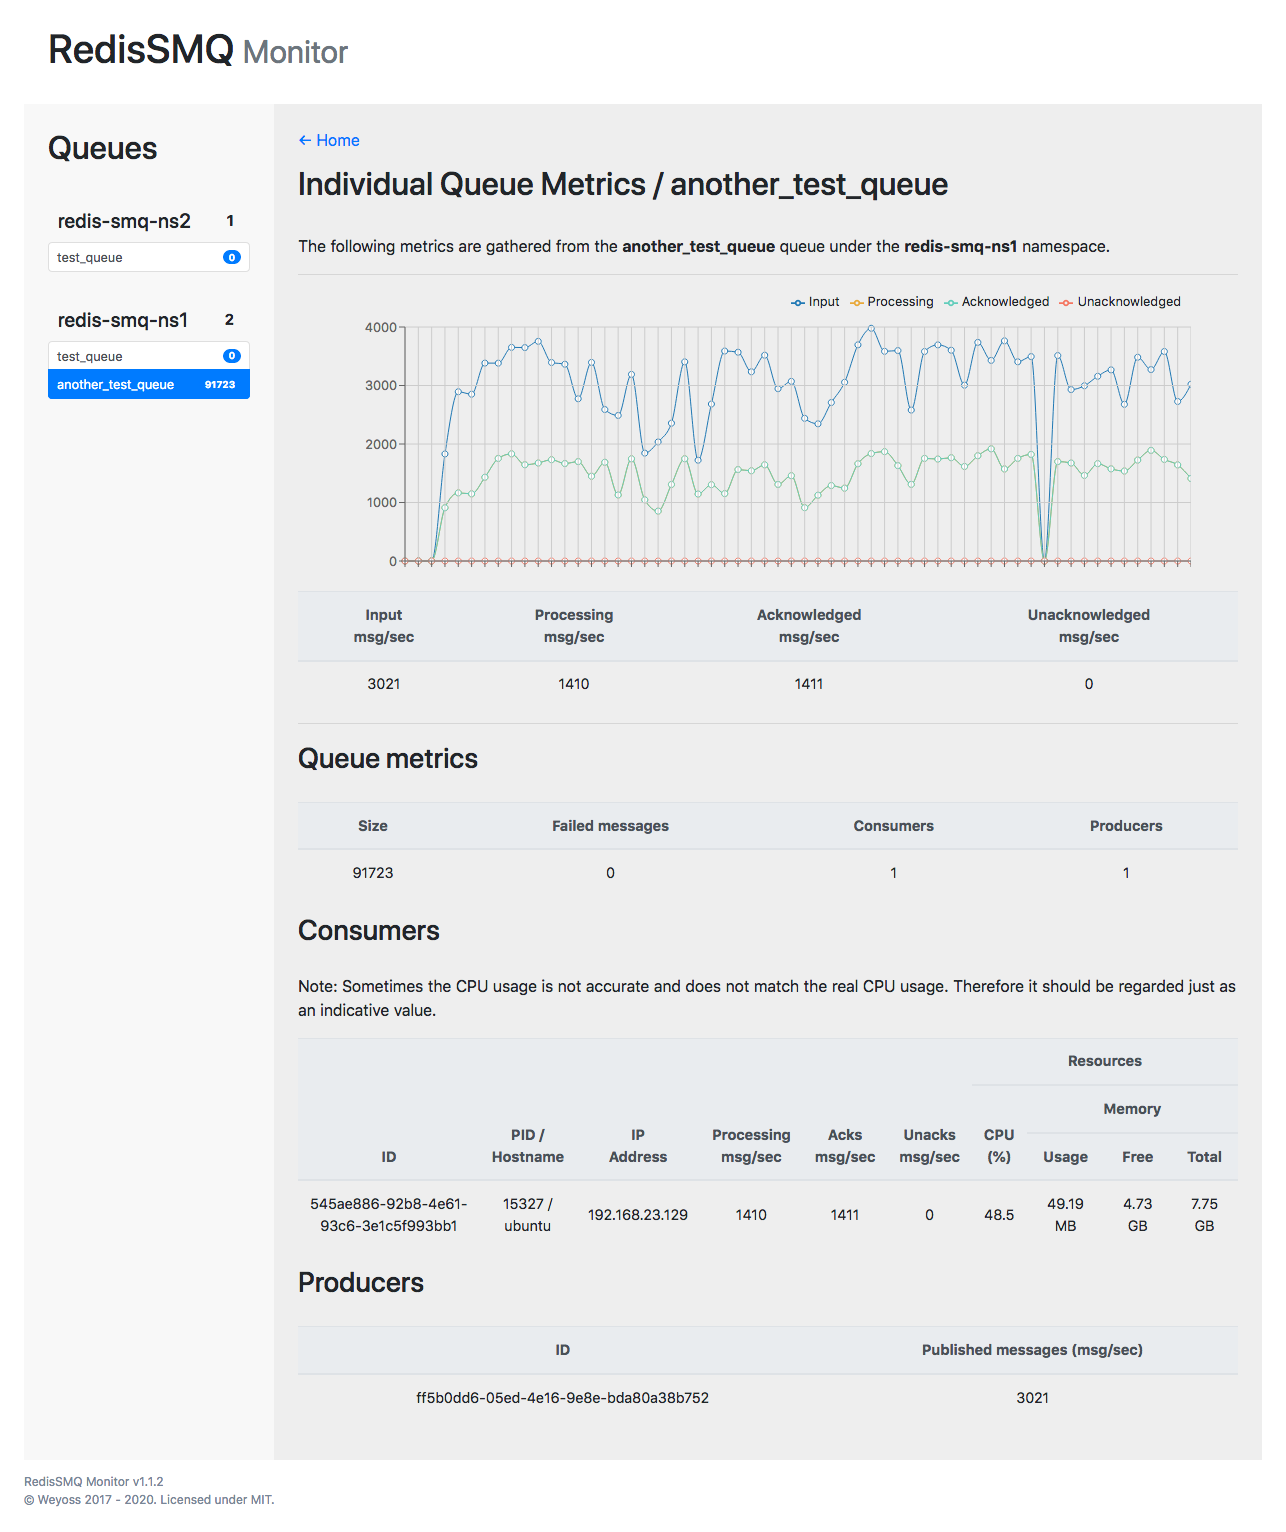 RedisSMQ Monitor
Queues
redis-smq-ns2 1
test_queue 0
redis-smq-ns1 2
test_queue 0
another_test_queue 91723
← Home
Individual Queue Metrics / another_test_queue
The following metrics are gathered from the another_test_queue queue under the redis-smq-ns1 namespace.
Input Processing Acknowledged Unacknowledged
4000
3000
2000
1000
0
Input Processing Acknowledged Unacknowledged
msg/sec msg/sec msg/sec msg/sec
3021 1410 1411 0
Queue metrics
Size Failed messages Consumers Producers
91723 0 1 1
Consumers
Note: Sometimes the CPU usage is not accurate and does not match the real CPU usage. Therefore it should be regarded just as
an indicative value.
Resources
Memory
PID / IP Processing Acks Unacks CPU
ID Hostname Address msg/sec msg/sec msg/sec (%) Usage Free Total
545ae886-92b8-4e61- 15327 / 49.19 4.73 7.75
192.168.23.129 1410 1411 0 48.5
93c6-3e1c5f993bb1 ubuntu MB GB GB
Producers
ID Published messages (msg/sec)
ff5b0dd6-05ed-4e16-9e8e-bda80a38b752 3021
RedisSMQ Monitor v1.1.2
© Weyoss 2017 - 2020. Licensed under MIT.